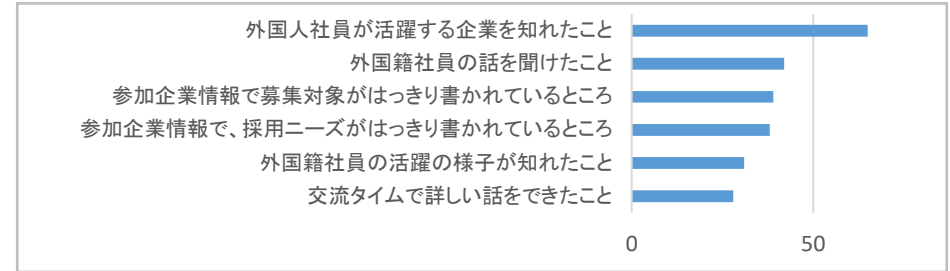 外国人社員が活躍する企業を知れたこと
外国籍社員の話を聞けたこと
参加企業情報で募集対象がはっきり書かれているところ
参加企業情報で、採用ニーズがはっきり書かれているところ
外国籍社員の活躍の様子が知れたこと
交流タイムで詳しい話をできたこと
0 50